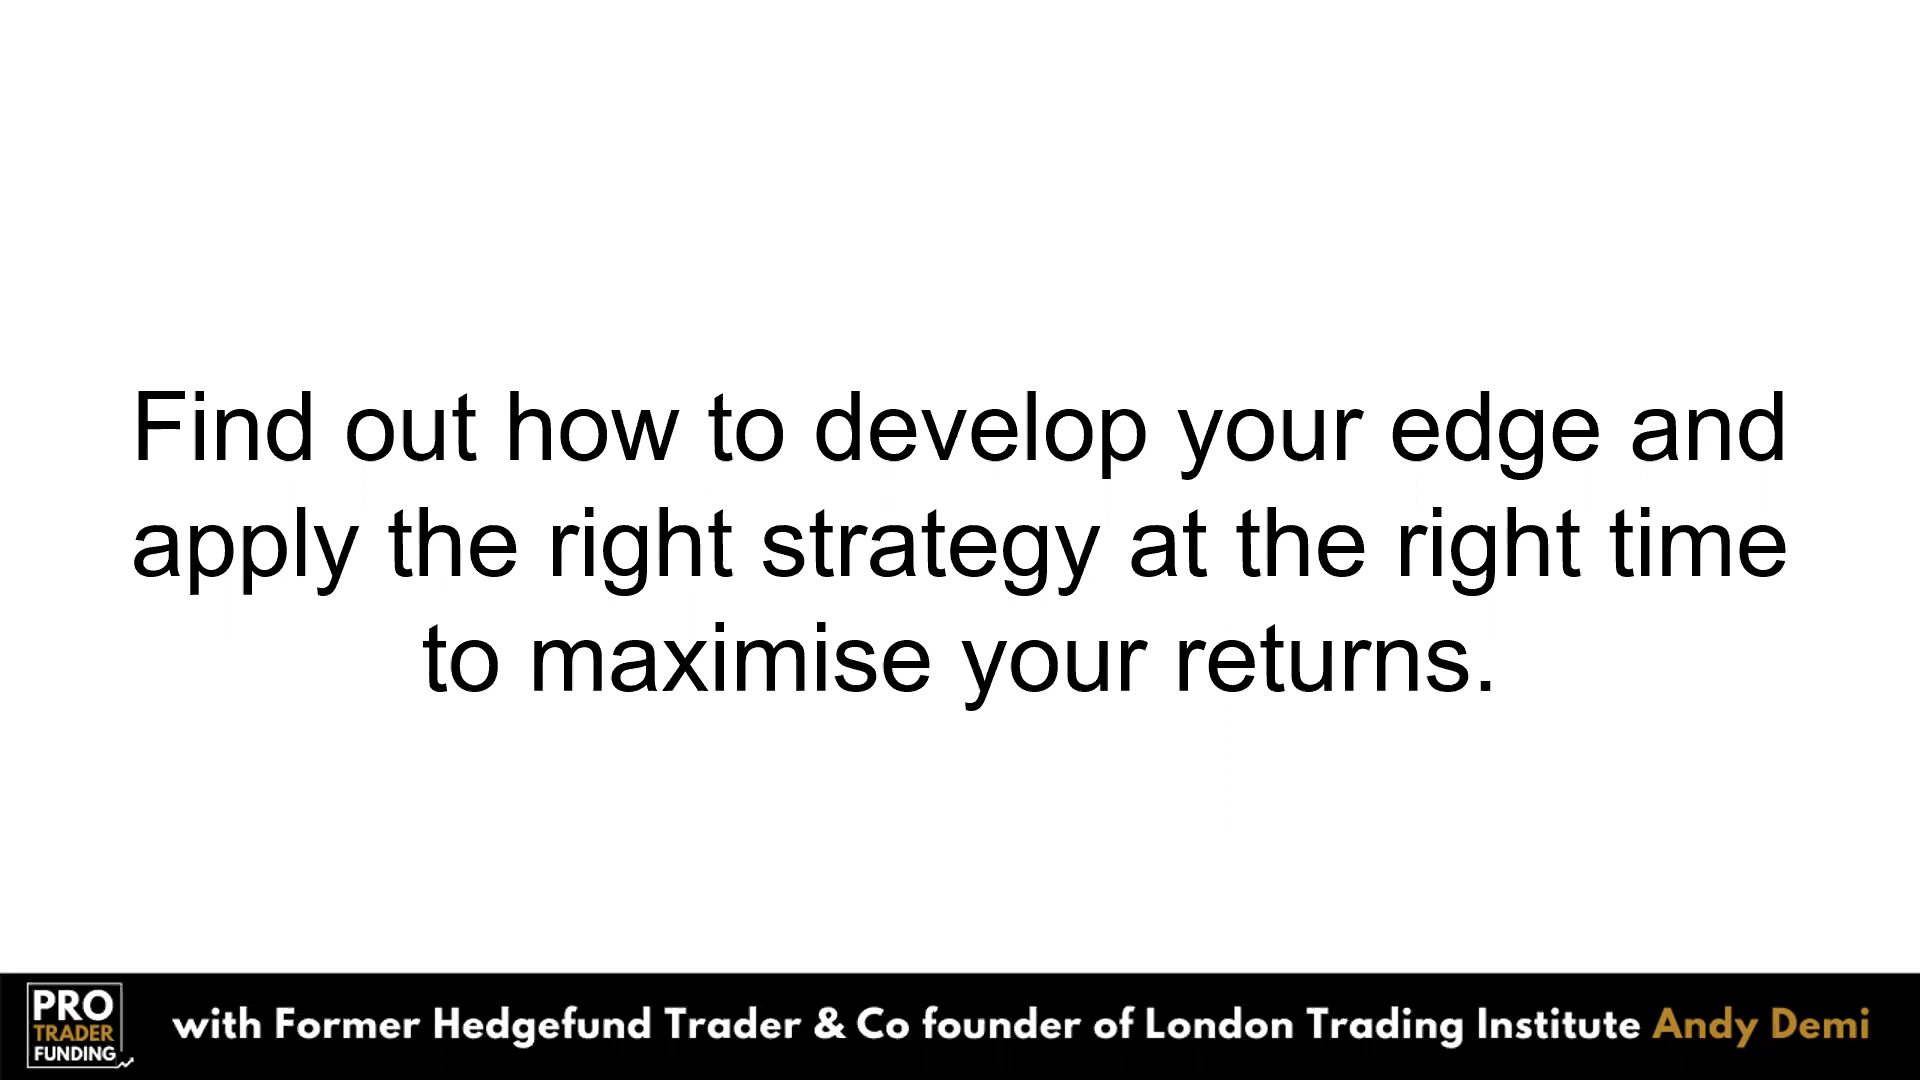 Find out how to develop your edge and
apply the right strategy at the right time
to maximise your returns.
PRO
TRADER
FUNDING
with Former Hedgefund Trader & Co founder of London Trading Institute Andy Demi